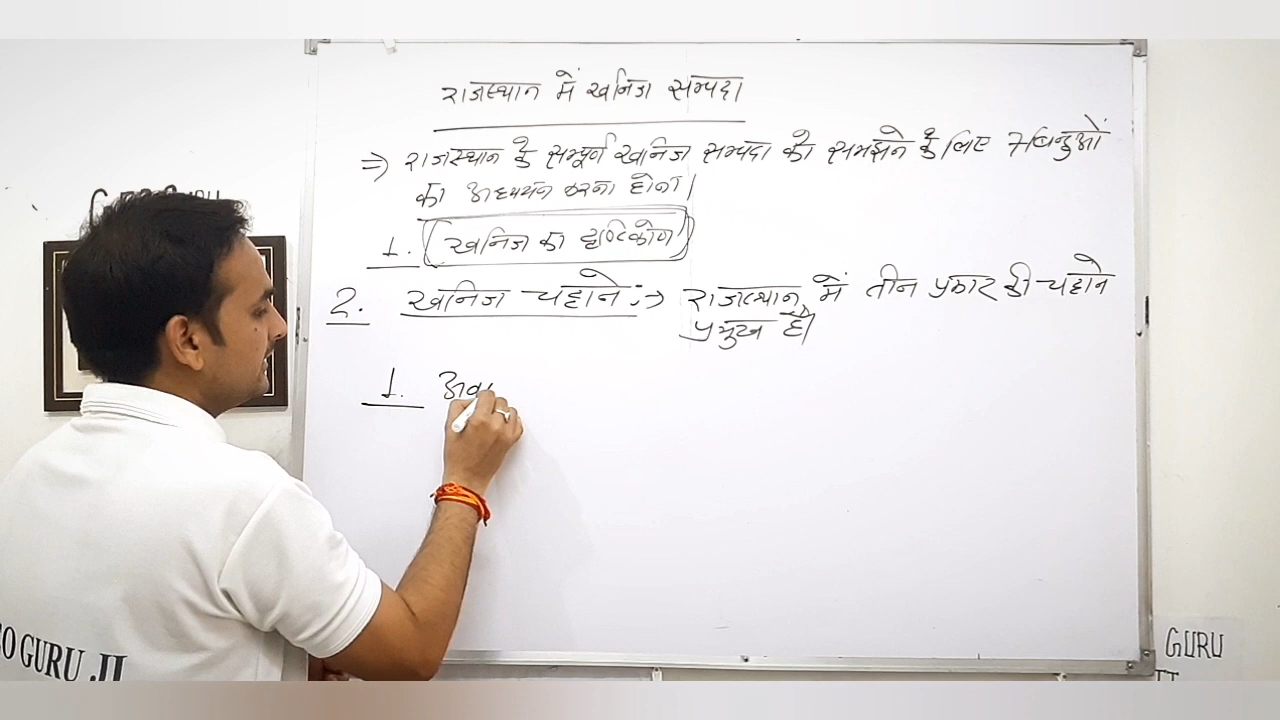 राजस्थान में खनिज सम्पदा
⇒ राजस्थान के सम्पूर्ण खनिज सम्पदा को समझने के लिए 7 बिन्दुओं
का अध्ययन करना होगा।
1. खनिज का दृष्टिकोण
2. खनिज चट्टाने :→ राजस्थान में तीन प्रकार की चट्टाने
प्रमुख है।
1. अव
GURU JI
GURU